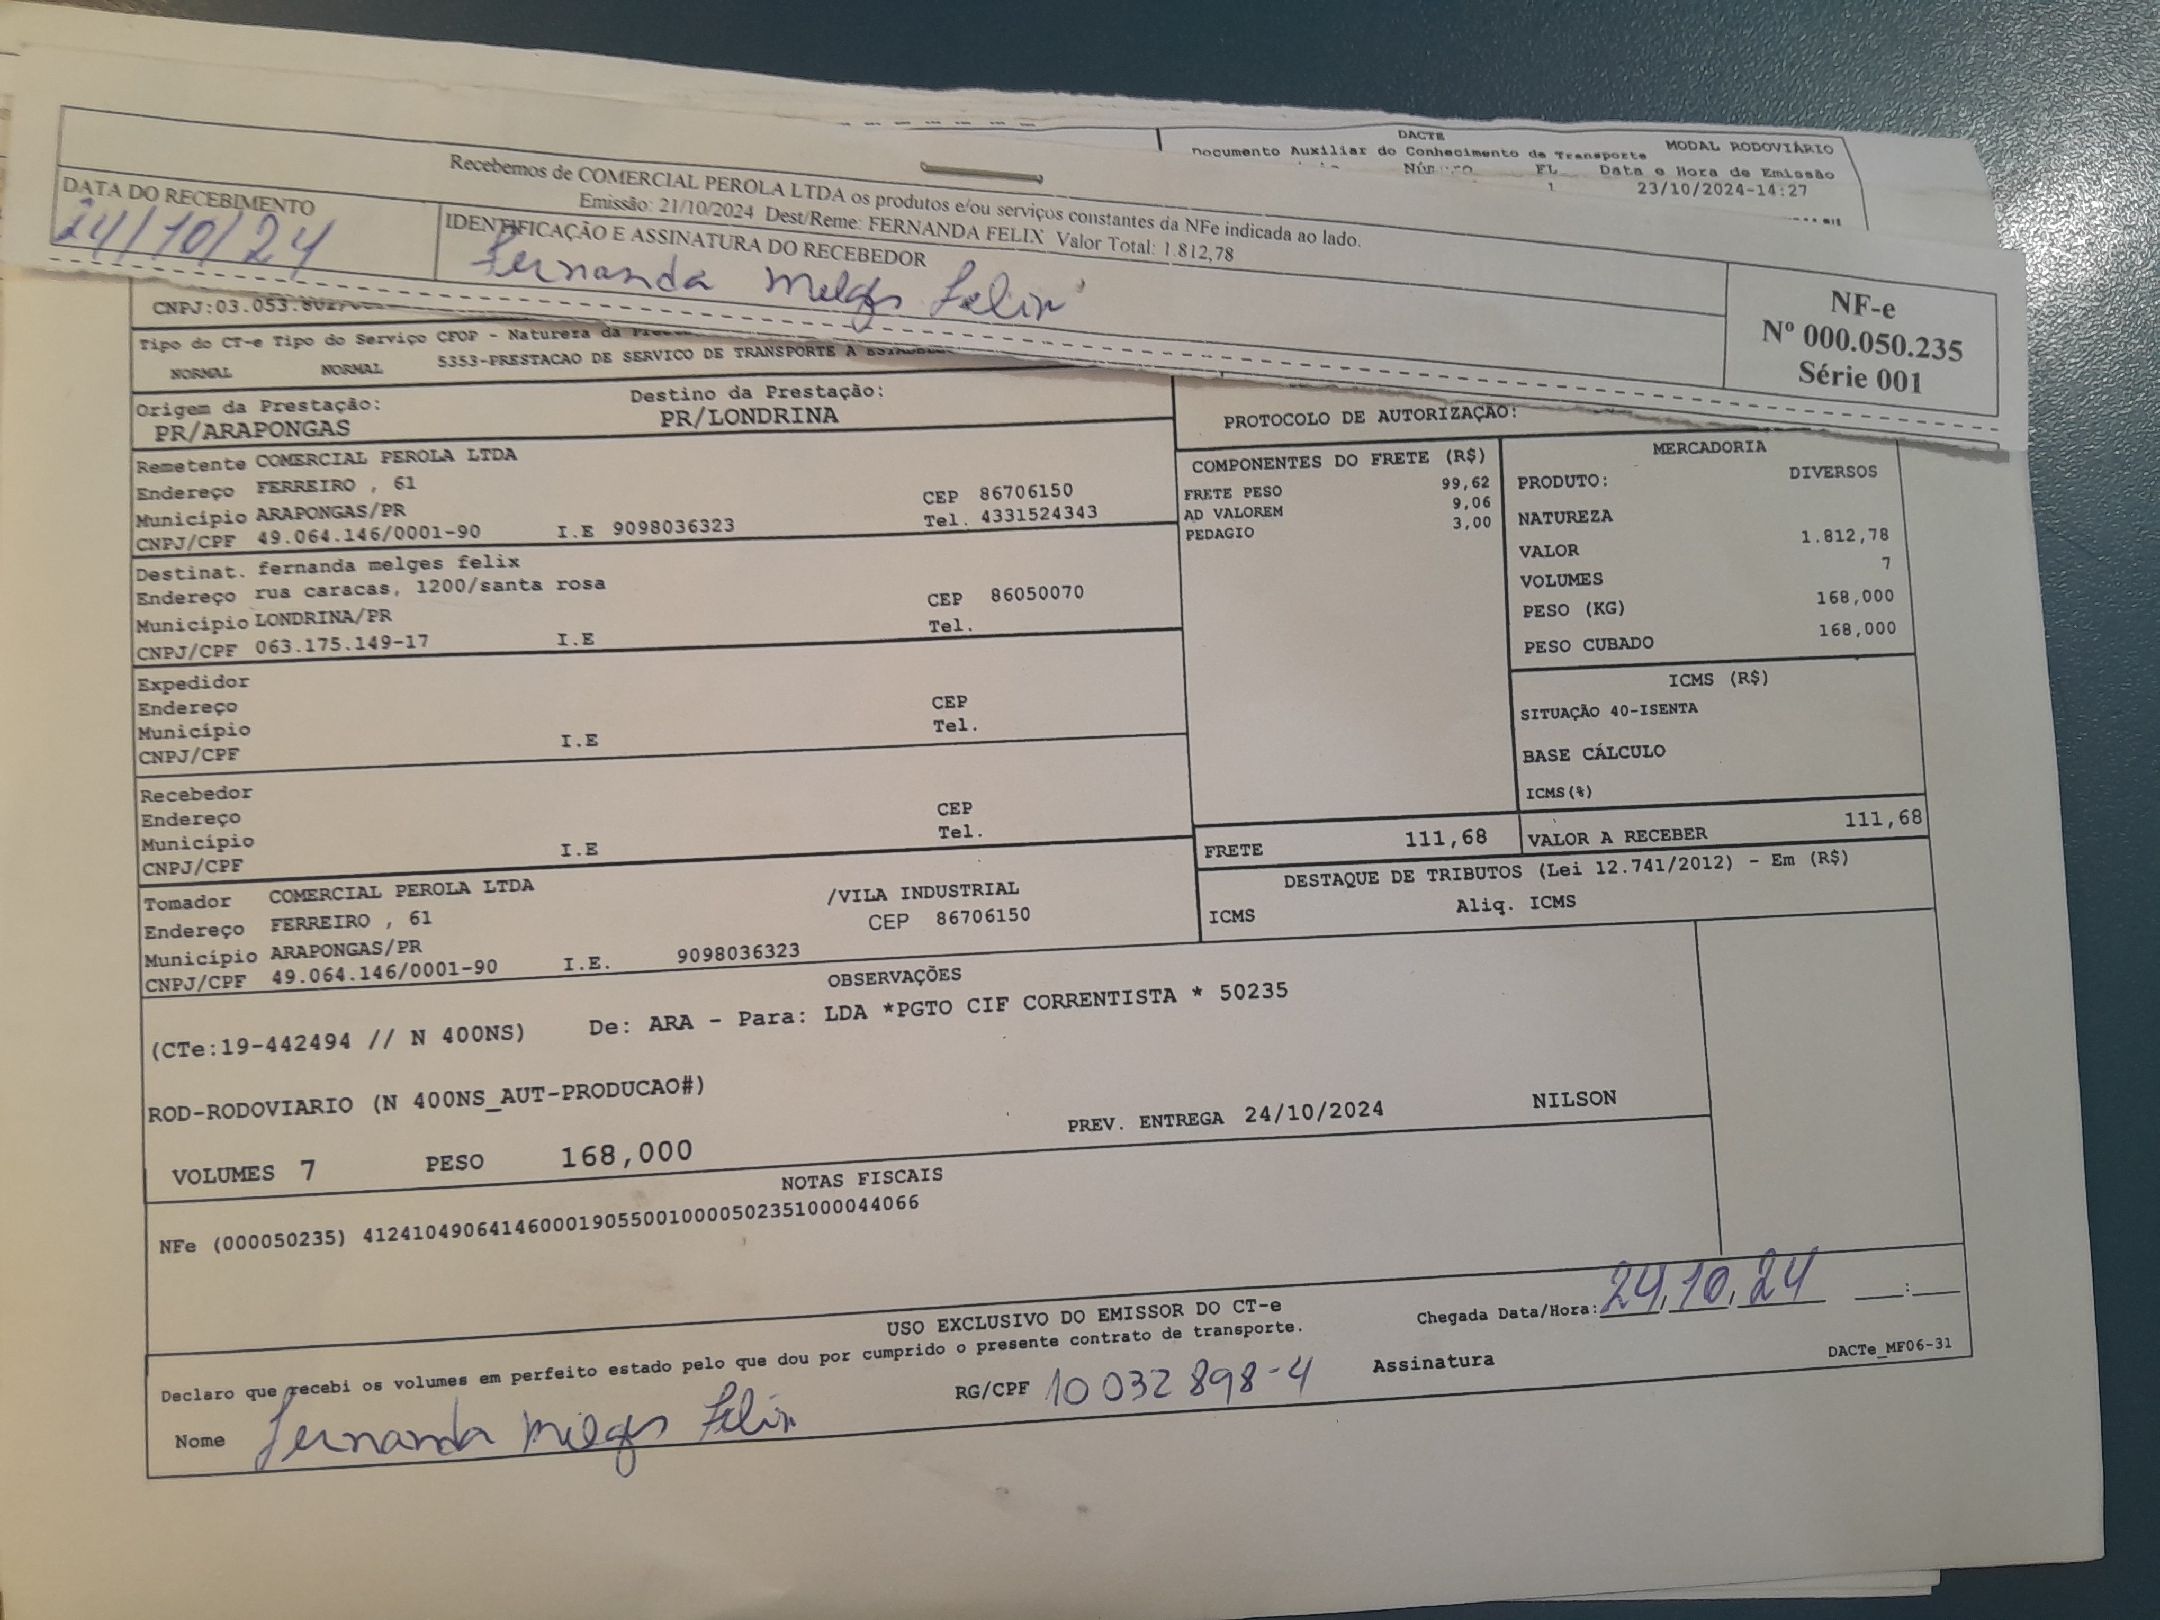 DACTE
Documento Auxiliar do Conhecimento de Transporte
MODAL RODOVIÁRIO
FL
Data e Hora de Emissão
1
23/10/2024-14:27
Recebemos de COMERCIAL PEROLA LTDA os produtos e/ou serviços constantes da NFe indicada ao lado.
Emissão: 21/10/2024 Dest/Reme: FERNANDA FELIX Valor Total: 1.812,78
DATA DO RECEBIMENTO
24/10/24
IDENTIFICAÇÃO E ASSINATURA DO RECEBEDOR
Fernanda Melges Felix
NF-e
Nº 000.050.235
Série 001
CNPJ:03.053.
Tipo do CT-e Tipo do Serviço CFOP - Natureza da
NORMAL NORMAL 5353-PRESTACAO DE SERVICO DE TRANSPORTE A
Origem da Prestação:
PR/ARAPONGAS
Destino da Prestação:
PR/LONDRINA
PROTOCOLO DE AUTORIZAÇÃO:
Remetente COMERCIAL PEROLA LTDA
Endereço FERREIRO , 61
CEP 86706150
Município ARAPONGAS/PR
Tel. 4331524343
CNPJ/CPF 49.064.146/0001-90 I.E 9098036323
Destinat. fernanda melges felix
Endereço rua caracas, 1200/santa rosa
CEP 86050070
Município LONDRINA/PR
Tel.
CNPJ/CPF 063.175.149-17 I.E
Expedidor
Endereço CEP
Município Tel.
CNPJ/CPF I.E
Recebedor
Endereço CEP
Município Tel.
CNPJ/CPF I.E
Tomador COMERCIAL PEROLA LTDA /VILA INDUSTRIAL
Endereço FERREIRO , 61 CEP 86706150
Município ARAPONGAS/PR
CNPJ/CPF 49.064.146/0001-90 I.E. 9098036323
COMPONENTES DO FRETE (R$)
FRETE PESO 99,62
AD VALOREM 9,06
PEDAGIO 3,00
MERCADORIA
PRODUTO: DIVERSOS
NATUREZA
VALOR 1.812,78
VOLUMES 7
PESO (KG) 168,000
PESO CUBADO 168,000
ICMS (R$)
SITUAÇÃO 40-ISENTA
BASE CÁLCULO
ICMS(%)
FRETE 111,68
VALOR A RECEBER 111,68
DESTAQUE DE TRIBUTOS (Lei 12.741/2012) - Em (R$)
ICMS Aliq. ICMS
OBSERVAÇÕES
(CTe:19-442494 // N 400NS) De: ARA - Para: LDA *PGTO CIF CORRENTISTA * 50235
ROD-RODOVIARIO (N 400NS_AUT-PRODUCAO#)
PREV. ENTREGA 24/10/2024 NILSON
VOLUMES 7 PESO 168,000
NOTAS FISCAIS
NFe (000050235) 41241049064146000190550010000502351000044066
USO EXCLUSIVO DO EMISSOR DO CT-e
Declaro que recebi os volumes em perfeito estado pelo que dou por cumprido o presente contrato de transporte.
Chegada Data/Hora: 24,10,24 :
Nome Fernanda Melges Felix
RG/CPF 10032898-4
Assinatura
DACTe_MF06-31